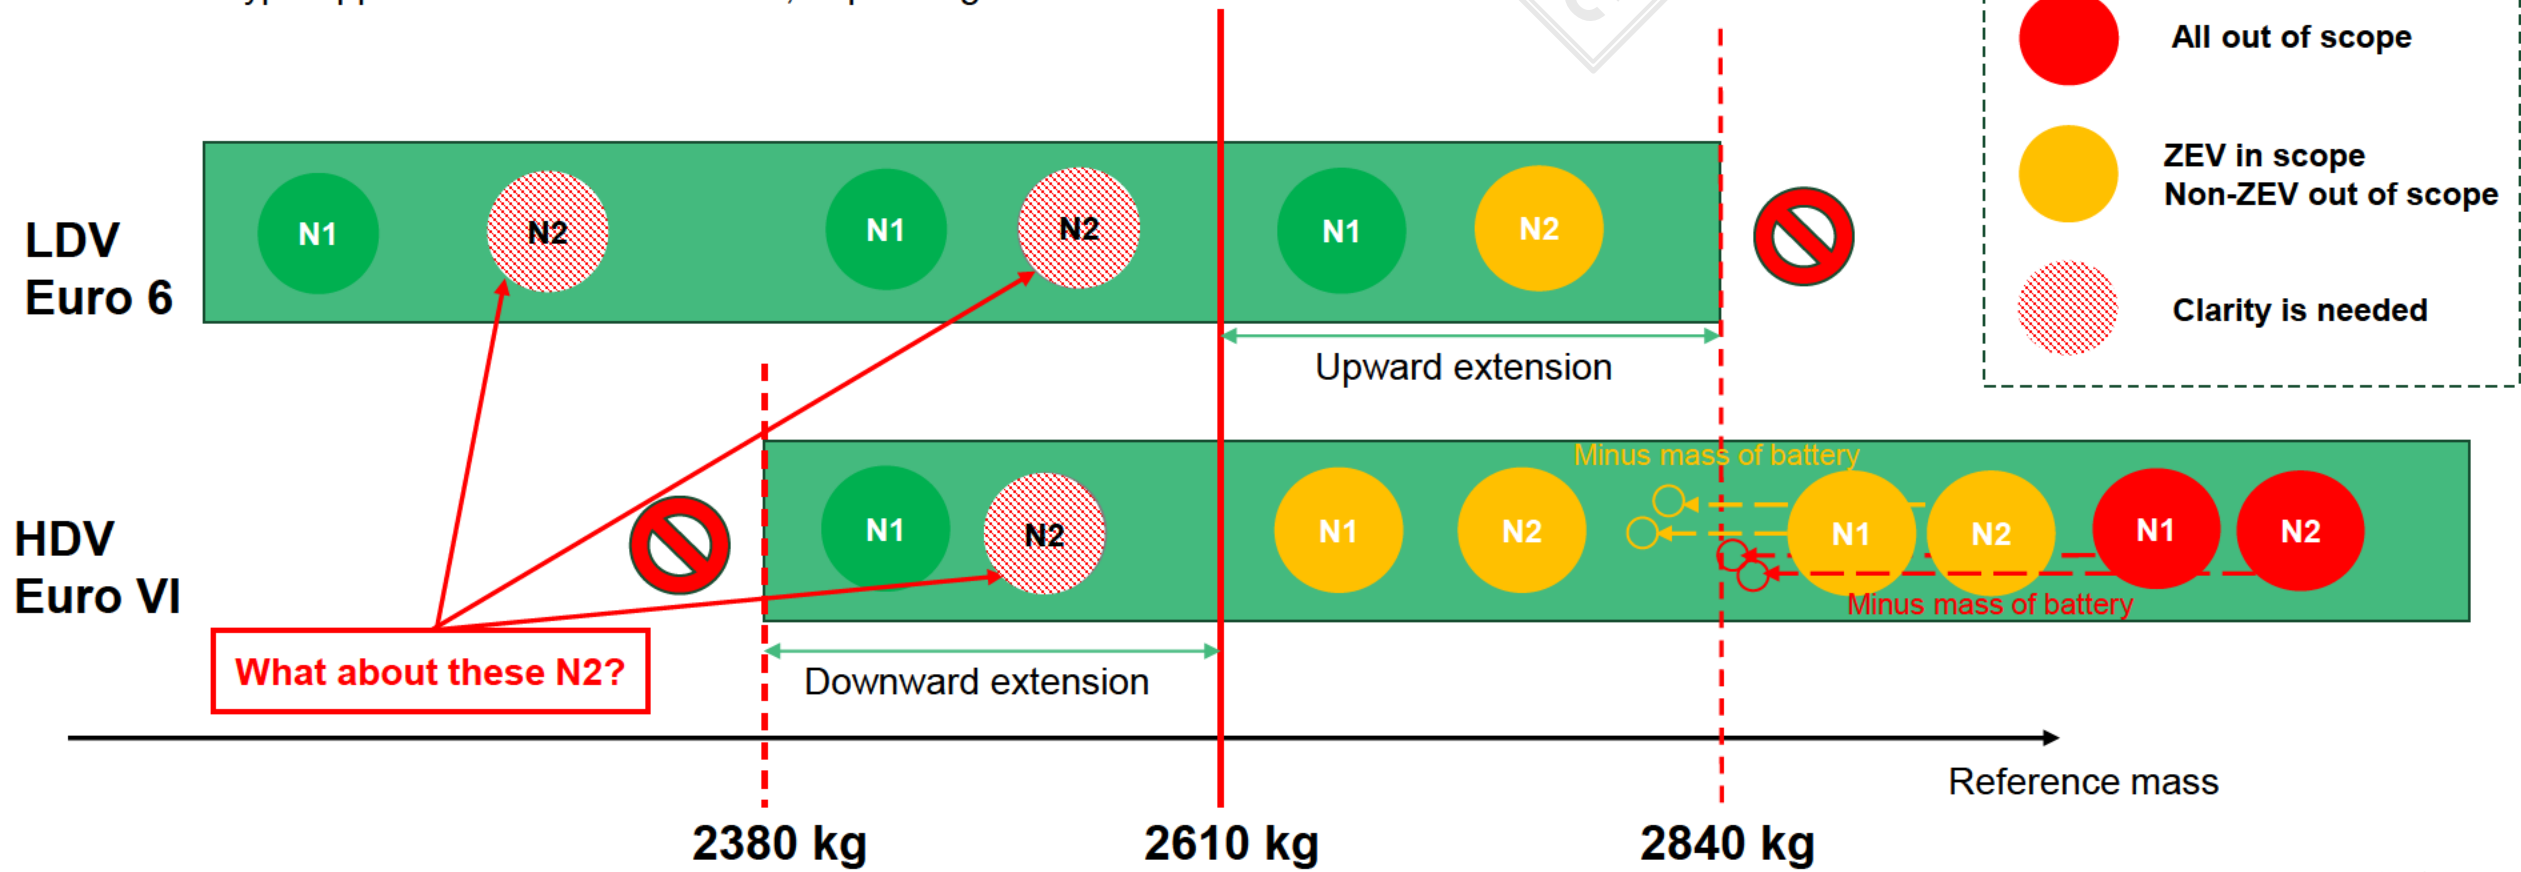 All out of scope
ZEV in scope
Non-ZEV out of scope
Clarity is needed
LDV
Euro 6
N1
N2
N1
N2
N1
N2
Upward extension
HDV
Euro VI
N1
N2
N1
N2
Minus mass of battery
N1
N2
N1
N2
Minus mass of battery
What about these N2?
Downward extension
Reference mass
2380 kg
2610 kg
2840 kg